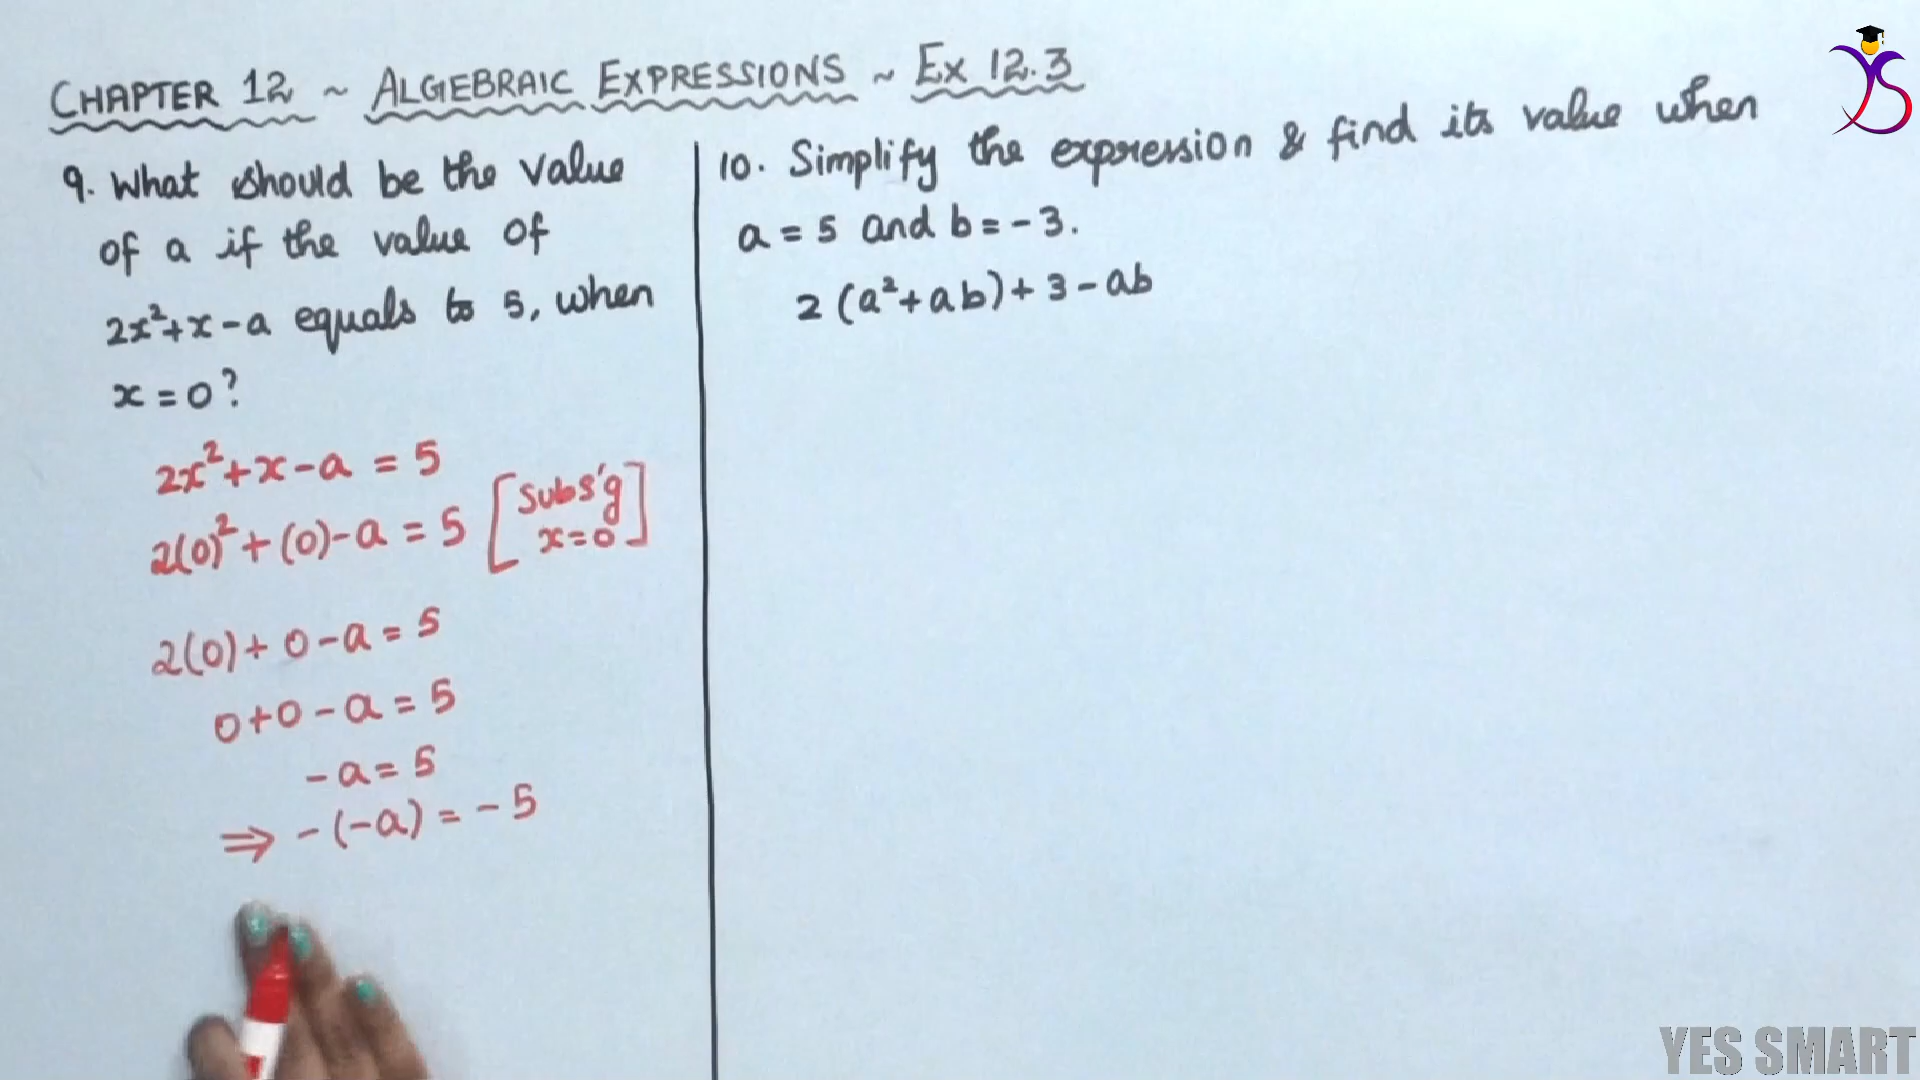 CHAPTER 12 ~ ALGEBRAIC EXPRESSIONS ~ Ex 12.3
9. What should be the value
of a if the value of
2x²+x-a equals to 5, when
x=0?
2x²+x-a = 5
2(0)²+(0)-a = 5 [subs'g x=0]
2(0)+0-a = 5
0+0-a = 5
-a = 5
⇒ -(-a) = -5
10. Simplify the expression & find its value when
a = 5 and b = -3.
2(a²+ab)+3-ab
YS
YES SMART